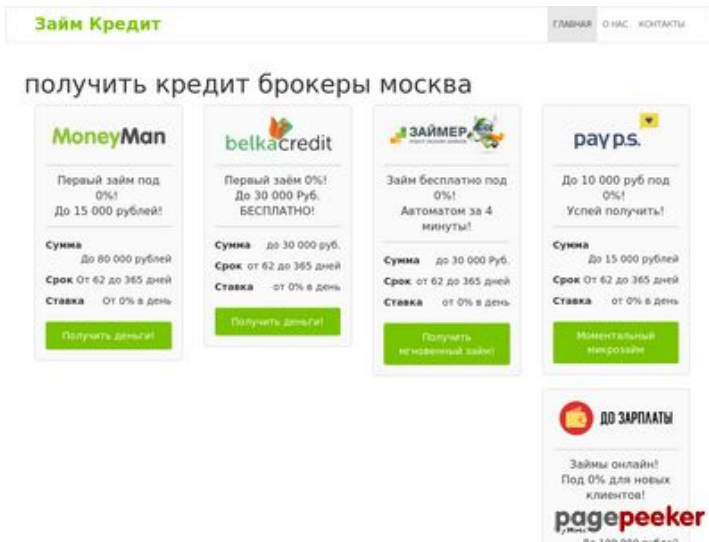 Займ Кредит
ГЛАВНАЯ О НАС КОНТАКТЫ
получить кредит брокеры москва
MoneyMan
Первый займ под
0%!
До 15 000 рублей!
Сумма
До 80 000 рублей
Срок От 62 до 365 дней
Ставка От 0% в день
Получить деньги!
belkacredit
Первый заём 0%!
До 30 000 Руб.
БЕСПЛАТНО!
Сумма до 30 000 руб.
Срок от 62 до 365 дней
Ставка от 0% в день
Получить деньги!
ЗАЙМЕР
Займ бесплатно под
0%!
Автоматом за 4
минуты!
Сумма до 30 000 Руб.
Срок от 62 до 365 дней
Ставка от 0% в день
Получить
мгновенный займ!
pay p.s.
До 10 000 руб под
0%!
Успей получить!
Сумма
До 15 000 рублей
Срок От 62 до 365 дней
Ставка От 0% в день
Моментальный
микрозайм
ДО ЗАРПЛАТЫ
Займы онлайн!
Под 0% для новых
клиентов!
pagepeeker
До 100 000 рублей